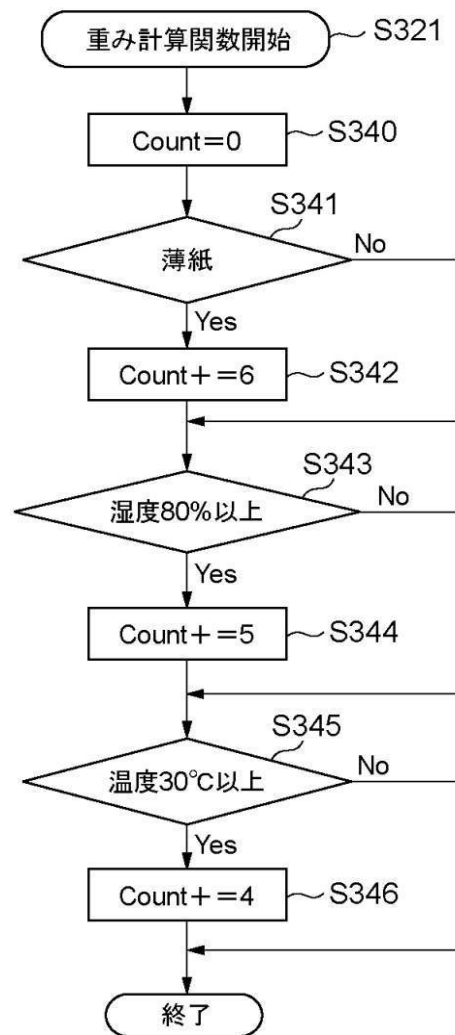 重み計算関数開始
S321
Count=0
S340
S341
薄紙
No
Yes
Count+=6
S342
S343
湿度80%以上
No
Yes
Count+=5
S344
S345
温度30℃以上
No
Yes
Count+=4
S346
終了